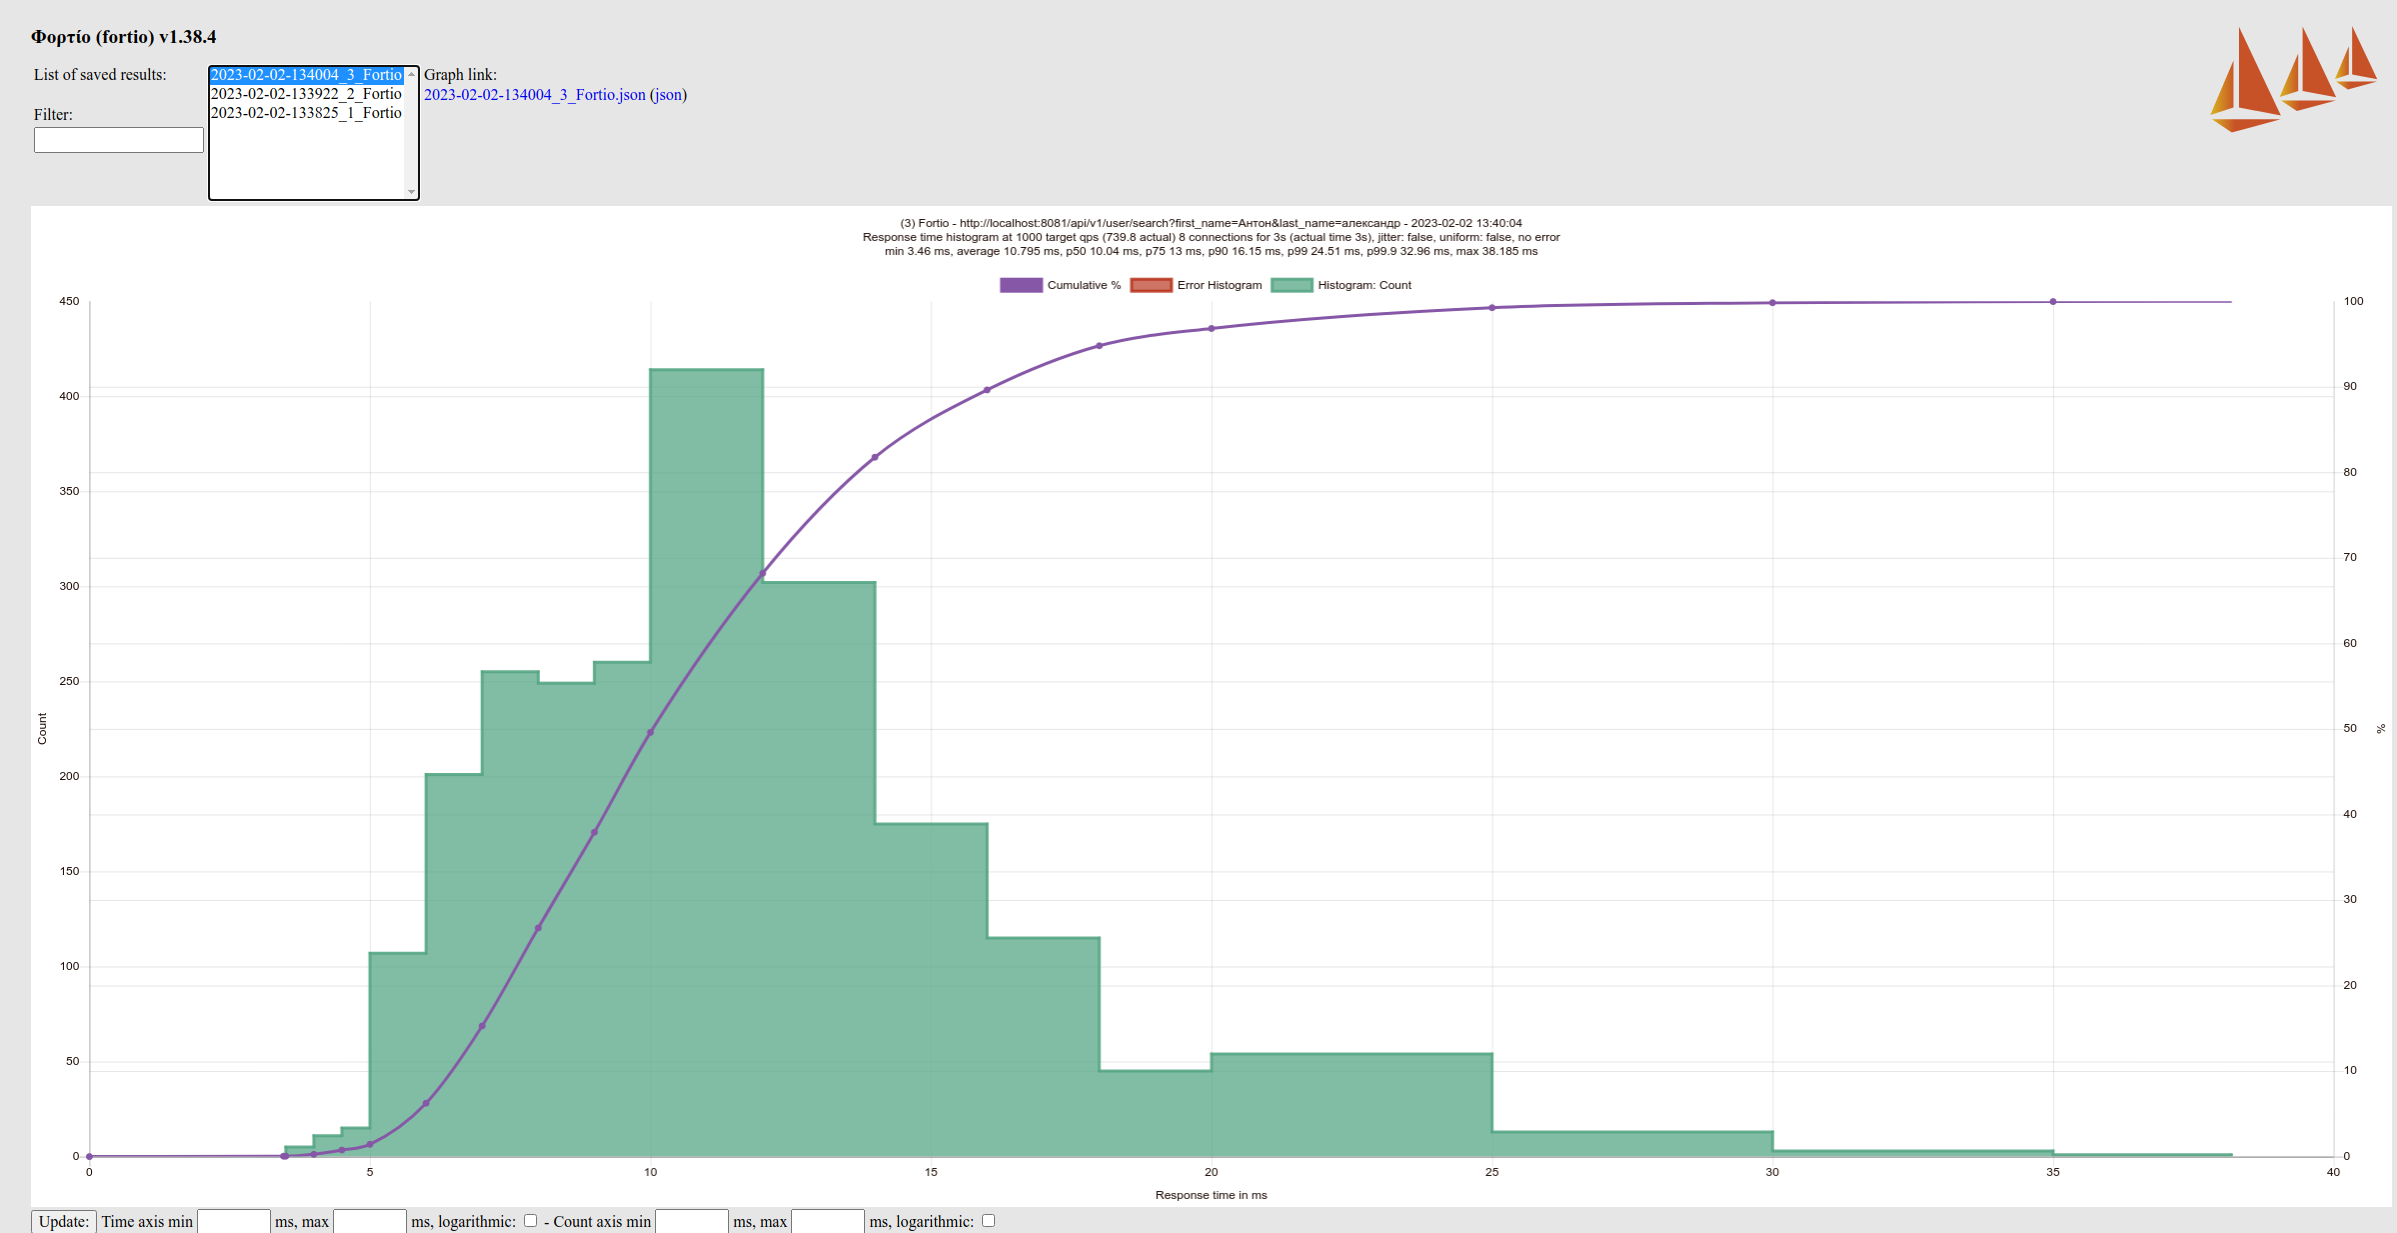 Φορτίο (fortio) v1.38.4
List of saved results:
Filter:
2023-02-02-134004_3_Fortio
2023-02-02-133922_2_Fortio
2023-02-02-133825_1_Fortio
Graph link:
2023-02-02-134004_3_Fortio.json (json)
(3) Fortio - http://localhost:8081/api/v1/user/search?first_name=Антон&last_name=александр - 2023-02-02 13:40:04
Response time histogram at 1000 target qps (739.8 actual) 8 connections for 3s (actual time 3s), jitter: false, uniform: false, no error
min 3.46 ms, average 10.795 ms, p50 10.04 ms, p75 13 ms, p90 16.15 ms, p99 24.51 ms, p99.9 32.96 ms, max 38.185 ms
Cumulative % Error Histogram Histogram: Count
450
400
350
300
250
200
150
100
50
0
Count
100
90
80
70
60
50
40
30
20
10
0
%
0 5 10 15 20 25 30 35 40
Response time in ms
Update: Time axis min ms, max ms, logarithmic: - Count axis min ms, max ms, logarithmic: